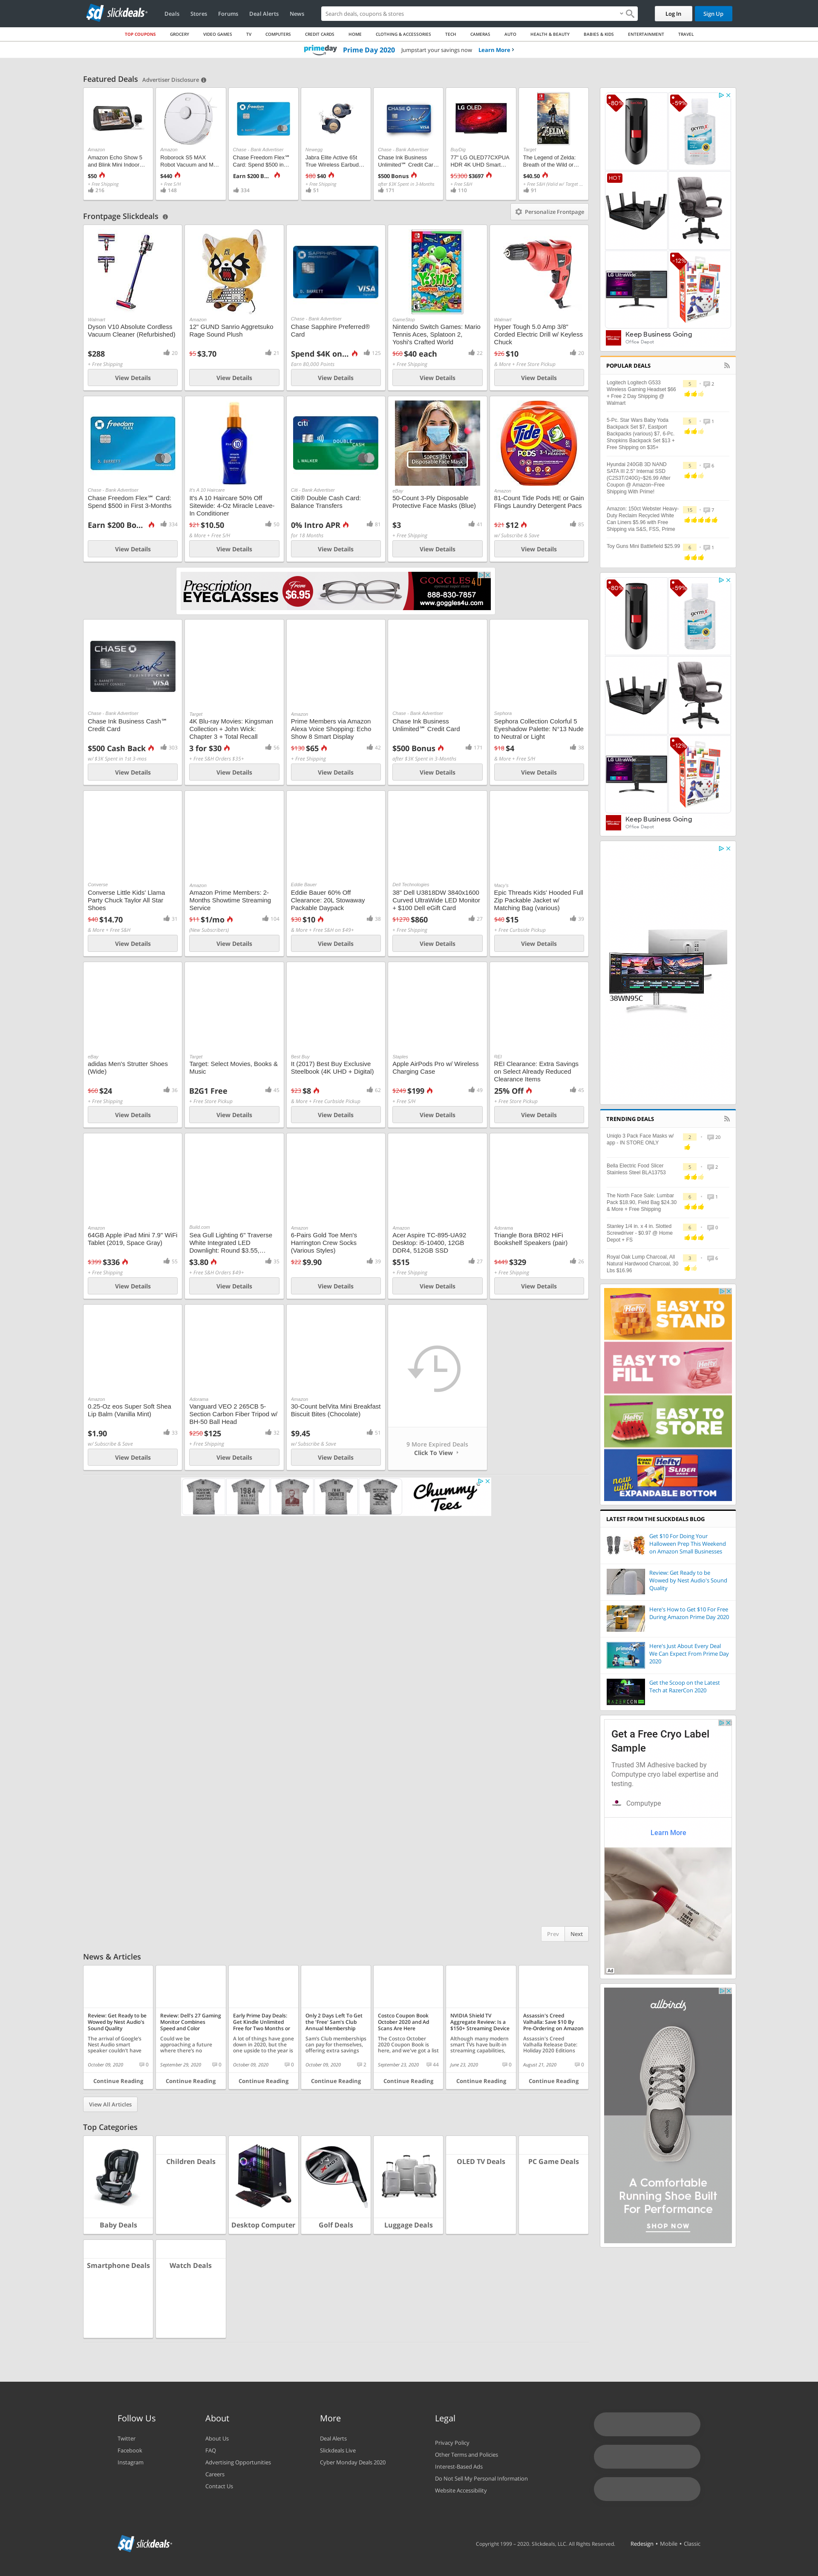 slickdeals
Deals
Stores
Forums
Deal Alerts
News
Search deals, coupons & stores
Log In
Sign Up
TOP COUPONS
GROCERY
VIDEO GAMES
TV
COMPUTERS
CREDIT CARDS
HOME
CLOTHING & ACCESSORIES
TECH
CAMERAS
AUTO
HEALTH & BEAUTY
BABIES & KIDS
ENTERTAINMENT
TRAVEL
primeday
Prime Day 2020
Jumpstart your savings now
Learn More
Featured Deals
Advertiser Disclosure
Amazon
Amazon Echo Show 5
and Blink Mini Indoor...
$50
+ Free Shipping
216
Amazon
Roborock S5 MAX
Robot Vacuum and M...
$440
+ Free S/H
148
Chase - Bank Advertiser
Chase Freedom Flex℠
Card: Spend $500 in...
Earn $200 B...
334
Newegg
Jabra Elite Active 65t
True Wireless Earbud...
$80 $40
+ Free Shipping
51
Chase - Bank Advertiser
Chase Ink Business
Unlimited℠ Credit Car...
$500 Bonus
after $3K Spent in 3-Months
171
BuyDig
77" LG OLED77CXPUA
HDR 4K UHD Smart...
$5300 $3697
+ Free S&H
110
Target
The Legend of Zelda:
Breath of the Wild or...
$40.50
+ Free S&H (Valid w/ Target ...
91
Frontpage Slickdeals
Personalize Frontpage
Walmart
Dyson V10 Absolute Cordless
Vacuum Cleaner (Refurbished)
$288
20
+ Free Shipping
View Details
Amazon
12" GUND Sanrio Aggretsuko
Rage Sound Plush
$5 $3.70
21
View Details
Chase - Bank Advertiser
Chase Sapphire Preferred®
Card
Spend $4K on...
125
Earn 60,000 Points
View Details
GameStop
Nintendo Switch Games: Mario
Tennis Aces, Splatoon 2,
Yoshi's Crafted World
$60 $40 each
22
+ Free Shipping
View Details
Walmart
Hyper Tough 5.0 Amp 3/8"
Corded Electric Drill w/ Keyless
Chuck
$26 $10
20
& More + Free Store Pickup
View Details
Chase - Bank Advertiser
Chase Freedom Flex℠ Card:
Spend $500 in First 3-Months
Earn $200 Bo...
334
View Details
It's A 10 Haircare
It's A 10 Haircare 50% Off
Sitewide: 4-Oz Miracle Leave-
in Conditioner
$21 $10.50
50
& More + Free S/H
View Details
Citi - Bank Advertiser
Citi® Double Cash Card:
Balance Transfers
0% Intro APR
81
for 18-Months
View Details
50PCS 3PLY
Disposable Face Mask
eBay
50-Count 3-Ply Disposable
Protective Face Masks (Blue)
$3
41
+ Free Shipping
View Details
Tide
PODS
Amazon
81-Count Tide Pods HE or Gain
Flings Laundry Detergent Pacs
$21 $12
85
w/ Subscribe & Save
View Details
Prescription
EYEGLASSES
From
$6.95
GOGGLES4U
888-830-7857
www.goggles4u.com
Chase - Bank Advertiser
Chase Ink Business Cash℠
Credit Card
$500 Cash Back
303
w/ $3K Spent in 1st 3-mos
View Details
Target
4K Blu-ray Movies: Kingsman
Collection + John Wick:
Chapter 3 + Total Recall
3 for $30
56
+ Free S&H Orders $35+
View Details
Amazon
Prime Members via Amazon
Alexa Voice Shopping: Echo
Show 8 Smart Display
$130 $65
42
+ Free Shipping
View Details
Chase - Bank Advertiser
Chase Ink Business
Unlimited℠ Credit Card
$500 Bonus
171
after $3K Spent in 3-Months
View Details
Sephora
Sephora Collection Colorful 5
Eyeshadow Palette: N°13 Nude
to Neutral or Light
$18 $4
38
& More + Free S/H
View Details
Converse
Converse Little Kids' Llama
Party Chuck Taylor All Star
Shoes
$40 $14.70
31
& More + Free S&H
View Details
Amazon
Amazon Prime Members: 2-
Months Showtime Streaming
Service
$11 $1/mo
104
(New Subscribers)
View Details
Eddie Bauer
Eddie Bauer 60% Off
Clearance: 20L Stowaway
Packable Daypack
$30 $10
38
& More + Free S&H on $49+
View Details
Dell Technologies
38" Dell U3818DW 3840x1600
Curved UltraWide LED Monitor
+ $100 Dell eGift Card
$1270 $860
27
+ Free Shipping
View Details
Macy's
Epic Threads Kids' Hooded Full
Zip Packable Jacket w/
Matching Bag (various)
$40 $15
39
+ Free Curbside Pickup
View Details
eBay
adidas Men's Strutter Shoes
(Wide)
$60 $24
36
+ Free Shipping
View Details
Target
Target: Select Movies, Books &
Music
B2G1 Free
45
+ Free Store Pickup
View Details
Best Buy
It (2017) Best Buy Exclusive
Steelbook (4K UHD + Digital)
$23 $8
62
& More + Free Curbside Pickup
View Details
Staples
Apple AirPods Pro w/ Wireless
Charging Case
$249 $199
49
+ Free S/H
View Details
REI
REI Clearance: Extra Savings
on Select Already Reduced
Clearance Items
25% Off
45
+ Free Store Pickup
View Details
Amazon
64GB Apple iPad Mini 7.9" WiFi
Tablet (2019, Space Gray)
$399 $336
55
+ Free Shipping
View Details
Build.com
Sea Gull Lighting 6" Traverse
White Integrated LED
Downlight: Round $3.55,...
$3.80
35
+ Free S&H Orders $49+
View Details
Amazon
6-Pairs Gold Toe Men's
Harrington Crew Socks
(Various Styles)
$22 $9.90
30
View Details
Amazon
Acer Aspire TC-895-UA92
Desktop: i5-10400, 12GB
DDR4, 512GB SSD
$515
27
+ Free Shipping
View Details
Adorama
Triangle Bora BR02 HiFi
Bookshelf Speakers (pair)
$449 $329
26
+ Free Shipping
View Details
Amazon
0.25-Oz eos Super Soft Shea
Lip Balm (Vanilla Mint)
$1.90
33
w/ Subscribe & Save
View Details
Adorama
Vanguard VEO 2 265CB 5-
Section Carbon Fiber Tripod w/
BH-50 Ball Head
$250 $125
32
+ Free Shipping
View Details
Amazon
30-Count belVita Mini Breakfast
Biscuit Bites (Chocolate)
$9.45
51
w/ Subscribe & Save
View Details
9 More Expired Deals
Click To View
Chummy
Tees
Prev
Next
-80%
-59%
HOT
-12%
Keep Business Going
Office Depot
POPULAR DEALS
Logitech Logitech G533
Wireless Gaming Headset $66
+ Free 2 Day Shipping @
Walmart
5
2
5-Pc. Star Wars Baby Yoda
Backpack Set $7, Eastport
Backpacks (various) $7, 6-Pc.
Shopkins Backpack Set $13 +
Free Shipping on $35+
5
1
Hyundai 240GB 3D NAND
SATA III 2.5" Internal SSD
(C2S3T/240G)~$26.99 After
Coupon @ Amazon~Free
Shipping With Prime!
5
6
Amazon: 150ct Webster Heavy-
Duty Reclaim Recycled White
Can Liners $5.96 with Free
Shipping via S&S, FSS, Prime
15
7
Toy Guns Mini Battlefield $25.99
6
1
-80%
-59%
-12%
Keep Business Going
Office Depot
38WN95C
TRENDING DEALS
Uniqlo 3 Pack Face Masks w/
app - IN STORE ONLY
2
20
Bella Electric Food Slicer
Stainless Steel BLA13753
5
2
The North Face Sale: Lumbar
Pack $18.90, Field Bag $24.30
& More + Free Shipping
6
1
Stanley 1/4 in. x 4 in. Slotted
Screwdriver - $0.97 @ Home
Depot + FS
6
9
Royal Oak Lump Charcoal, All
Natural Hardwood Charcoal, 30
Lbs $16.96
3
6
EASY TO
STAND
EASY TO
FILL
EASY TO
STORE
now with
Hefty
SLIDER
EXPANDABLE BOTTOM
LATEST FROM THE SLICKDEALS BLOG
Get $10 For Doing Your
Halloween Prep This Weekend
on Amazon Small Businesses
Review: Get Ready to be
Wowed by Nest Audio's Sound
Quality
Here's How to Get $10 For Free
During Amazon Prime Day 2020
Here's Just About Every Deal
We Can Expect From Prime Day
2020
Get the Scoop on the Latest
Tech at RazerCon 2020
Get a Free Cryo Label
Sample
Trusted 3M Adhesive backed by
Computype cryo label expertise and
testing.
Computype
Learn More
Ad
allbirds
A Comfortable
Running Shoe Built
For Performance
SHOP NOW
News & Articles
Review: Get Ready to be
Wowed by Nest Audio's
Sound Quality
The arrival of Google's
Nest Audio smart
speaker couldn't have
October 09, 2020
0
Continue Reading
Review: Dell's 27 Gaming
Monitor Combines
Speed and Color
Could we be
approaching a future
where there's no
September 29, 2020
0
Continue Reading
Early Prime Day Deals:
Get Kindle Unlimited
Free for Two Months or
A lot of things have gone
down in 2020, but the
one upside to the year is
October 09, 2020
0
Continue Reading
Only 2 Days Left To Get
the 'Free' Sam's Club
Annual Membership
Sam's Club memberships
can pay for themselves,
offering extra savings
October 09, 2020
2
Continue Reading
Costco Coupon Book
October 2020 and Ad
Scans Are Here
The Costco October
2020 Coupon Book is
here, and we've got a list
September 23, 2020
44
Continue Reading
NVIDIA Shield TV
Aggregate Review: Is a
$150+ Streaming Device
Although many modern
smart TVs have built-in
streaming capabilities,
June 23, 2020
0
Continue Reading
Assassin's Creed
Valhalla: Save $10 By
Pre-Ordering on Amazon
Assassin's Creed
Valhalla Release Date:
Holiday 2020 Editions
August 21, 2020
0
Continue Reading
View All Articles
Top Categories
Baby Deals
Children Deals
Desktop Computer
Golf Deals
Luggage Deals
OLED TV Deals
PC Game Deals
Smartphone Deals
Watch Deals
Follow Us
Twitter
Facebook
Instagram
About
About Us
FAQ
Advertising Opportunities
Careers
Contact Us
More
Deal Alerts
Slickdeals Live
Cyber Monday Deals 2020
Legal
Privacy Policy
Other Terms and Policies
Interest-Based Ads
Do Not Sell My Personal Information
Website Accessibility
slickdeals
Copyright 1999 – 2020. Slickdeals, LLC. All Rights Reserved.
Redesign • Mobile • Classic